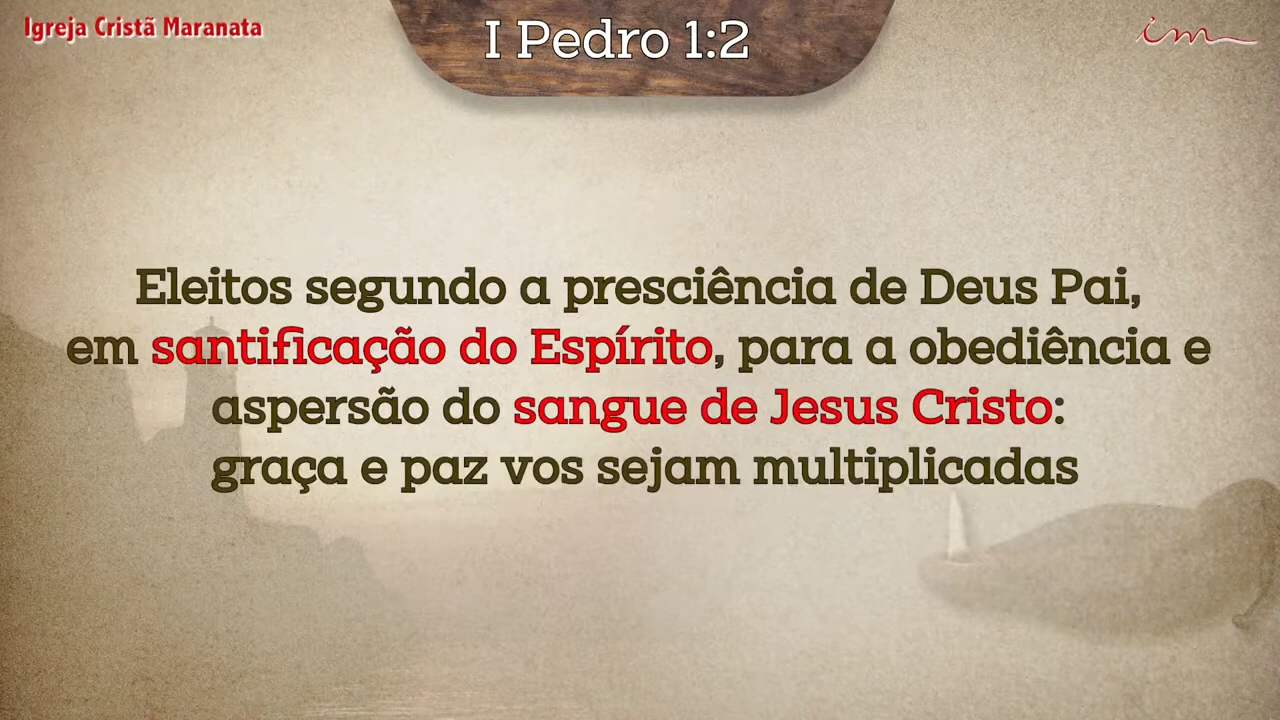 Igreja Cristã Maranata
I Pedro 1:2
im
Eleitos segundo a presciência de Deus Pai,
em santificação do Espírito, para a obediência e
aspersão do sangue de Jesus Cristo:
graça e paz vos sejam multiplicadas